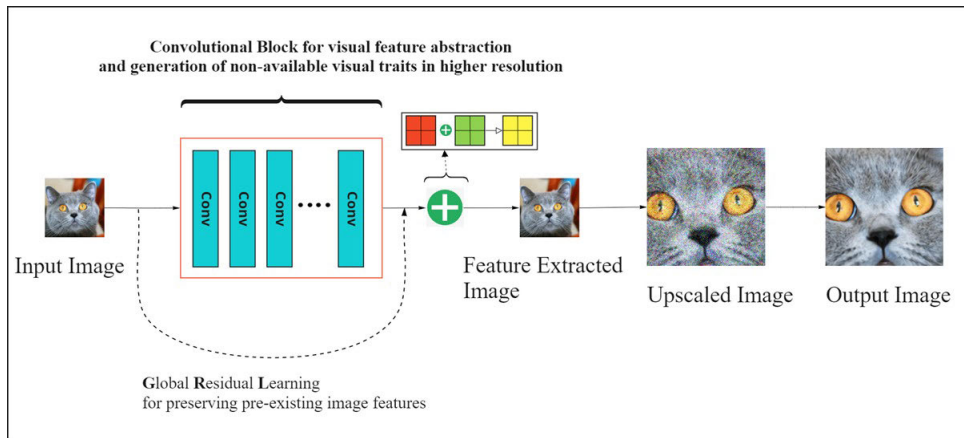 Convolutional Block for visual feature abstraction
and generation of non-available visual traits in higher resolution
Conv
Conv
Conv
Conv
Input Image
Feature Extracted
Image
Upscaled Image
Output Image
Global Residual Learning
for preserving pre-existing image features